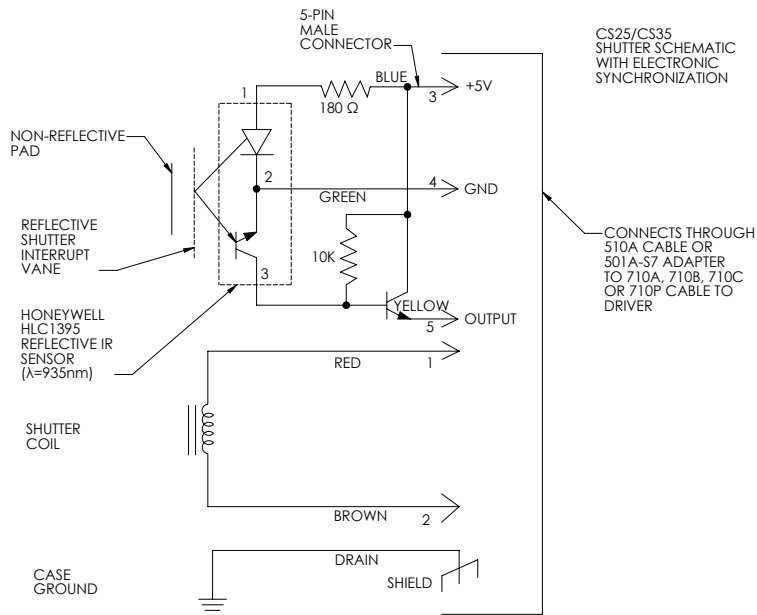 5-PIN
MALE
CONNECTOR
CS25/CS35
SHUTTER SCHEMATIC
WITH ELECTRONIC
SYNCHRONIZATION
1
BLUE
3
+5V
180 Ω
NON-REFLECTIVE
PAD
2
GREEN
4
GND
REFLECTIVE
SHUTTER
INTERRUPT
VANE
10K
3
CONNECTS THROUGH
510A CABLE OR
501A-S7 ADAPTER
TO 710A, 710B, 710C
OR 710P CABLE TO
DRIVER
YELLOW
5
OUTPUT
HONEYWELL
HLC1395
REFLECTIVE IR
SENSOR
(λ=935nm)
RED
1
SHUTTER
COIL
BROWN
2
DRAIN
SHIELD
CASE
GROUND